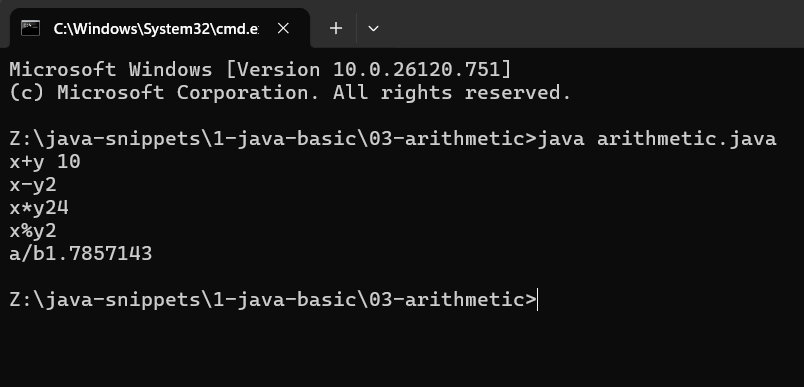 C:\Windows\System32\cmd.e
Microsoft Windows [Version 10.0.26120.751]
(c) Microsoft Corporation. All rights reserved.
Z:\java-snippets\1-java-basic\03-arithmetic>java arithmetic.java
x+y 10
x-y2
x*y24
x%y2
a/b1.7857143
Z:\java-snippets\1-java-basic\03-arithmetic>